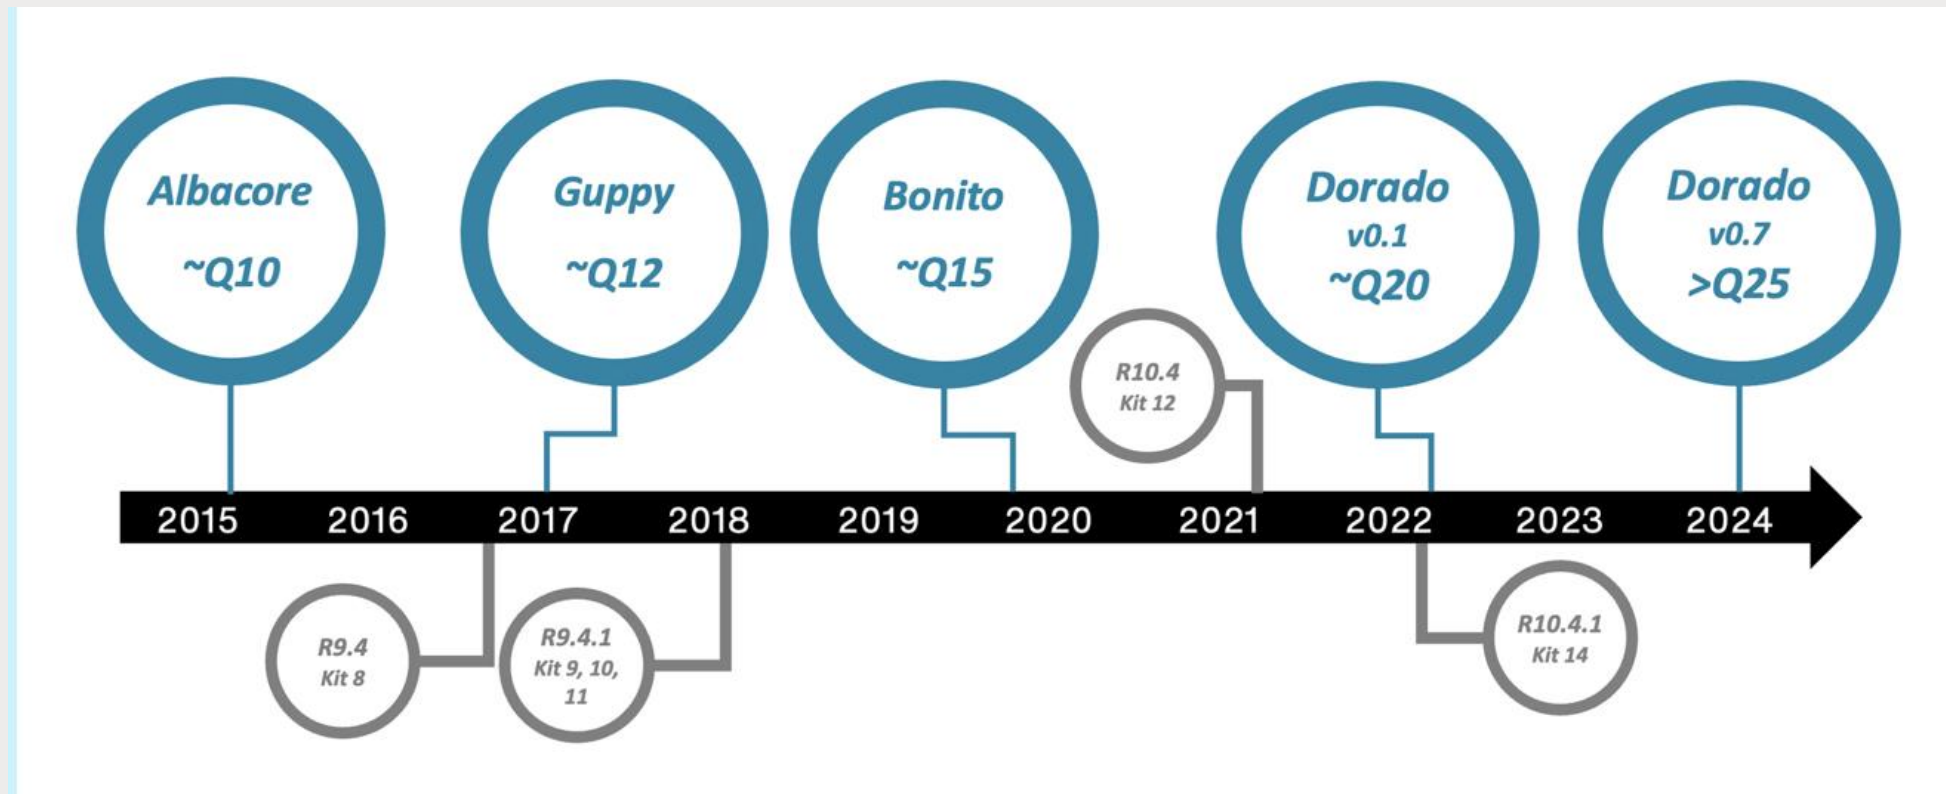 Albacore
~Q10
Guppy
~Q12
Bonito
~Q15
Dorado
v0.1
~Q20
Dorado
v0.7
>Q25
R10.4
Kit 12
2015 2016 2017 2018 2019 2020 2021 2022 2023 2024
R9.4
Kit 8
R9.4.1
Kit 9, 10,
11
R10.4.1
Kit 14